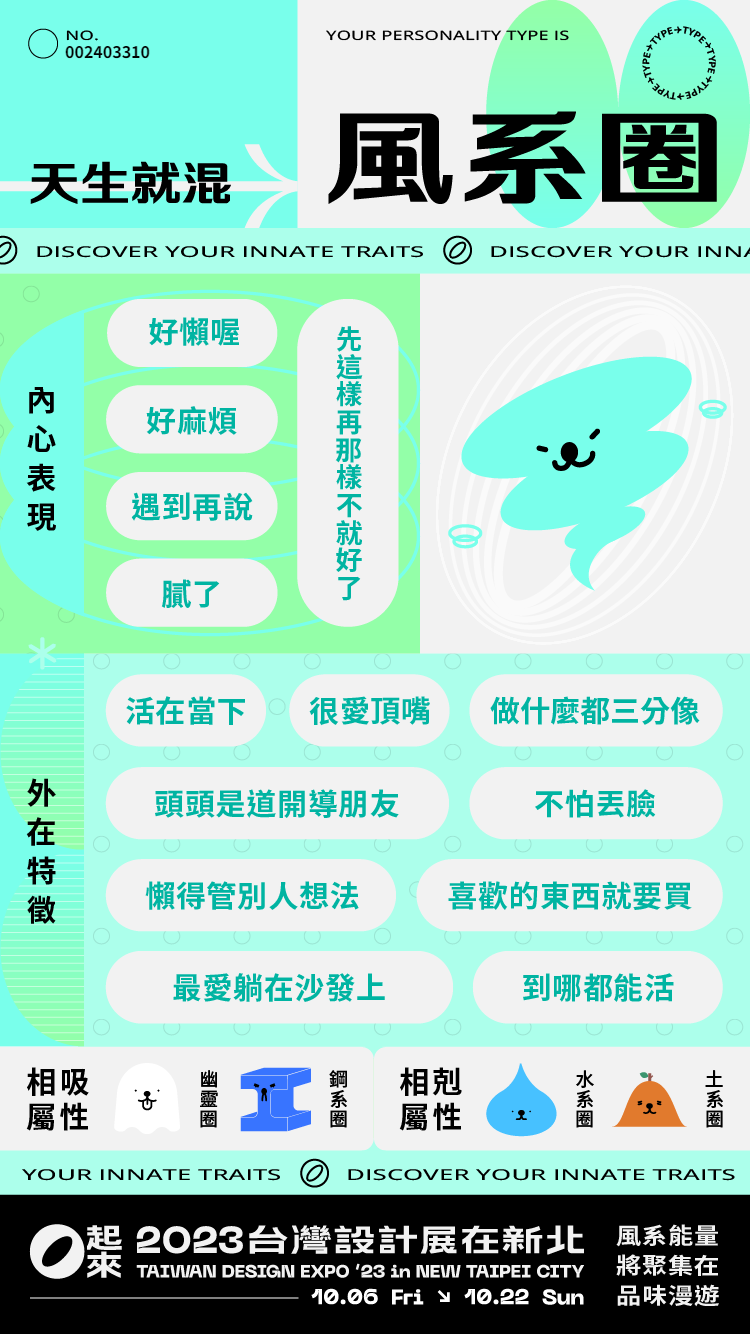 NO.
002403310
YOUR PERSONALITY TYPE IS
TYPE→TYPE→TYPE→TYPE→TYPE→TYPE→TYPE→
天生就混
風系圈
DISCOVER YOUR INNATE TRAITS
DISCOVER YOUR INNA
內心表現
好懶喔
好麻煩
遇到再說
膩了
先這樣再那樣不就好了
外在特徵
活在當下
很愛頂嘴
做什麼都三分像
頭頭是道開導朋友
不怕丟臉
懶得管別人想法
喜歡的東西就要買
最愛躺在沙發上
到哪都能活
相吸
屬性
幽靈圈
鋼系圈
相剋
屬性
水系圈
土系圈
YOUR INNATE TRAITS
DISCOVER YOUR INNATE TRAITS
起來
2023台灣設計展在新北
TAIWAN DESIGN EXPO '23 in NEW TAIPEI CITY
10.06 Fri ↘ 10.22 Sun
風系能量
將聚集在
品味漫遊